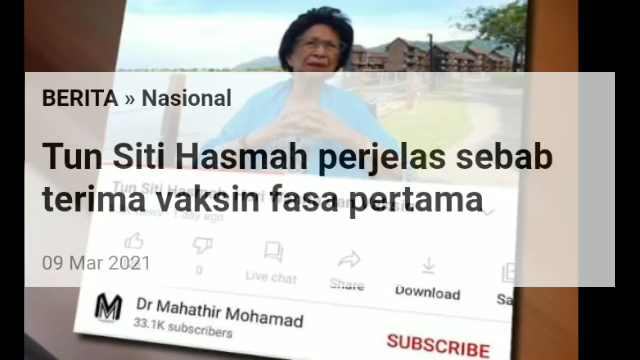 BERITA » Nasional
Tun Siti Hasmah perjelas sebab
terima vaksin fasa pertama
09 Mar 2021
0
Live chat
Share
Download
Sa
Dr Mahathir Mohamad
33.1K subscribers
SUBSCRIBE